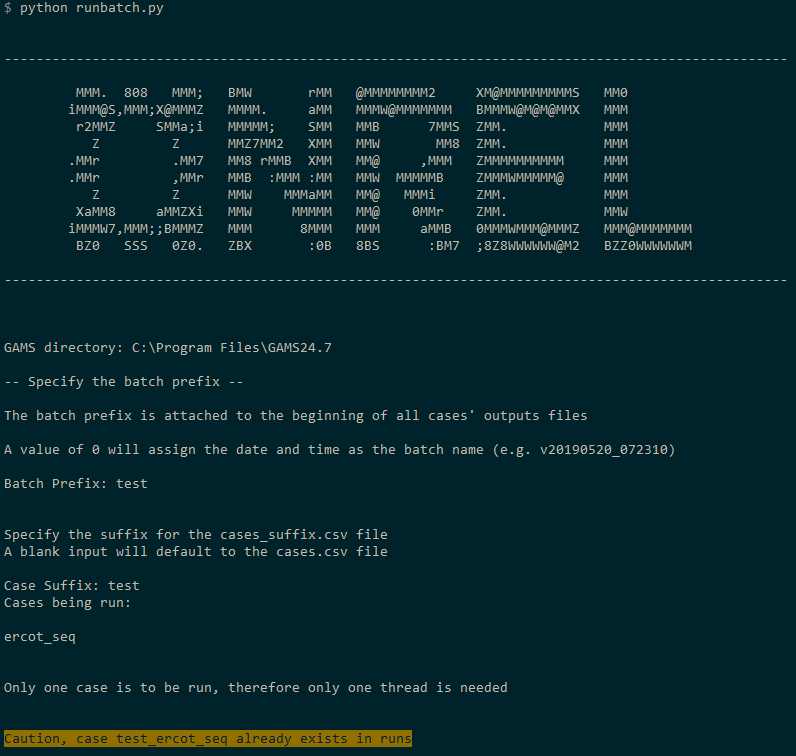 $ python runbatch.py
--------------------------------------------------------------------------------------------------
MMM.  808   MMM;   BMW       rMM   @MMMMMMMM2     XM@MMMMMMMMMS   MM0
iMMM@S,MMM;X@MMMZ   MMMM.     aMM   MMMW@MMMMMMM   BMMMW@M@M@MMX   MMM
r2MMZ     SMMa;i   MMMMM;    SMM   MMB      7MMS  ZMM.            MMM
Z         Z      MMZ7MM2   XMM   MMW       MM8  ZMM.            MMM
.MMr         .MM7   MM8 rMMB  XMM   MM@     ,MMM   ZMMMMMMMMMM     MMM
.MMr         ,MMr   MMB  :MMM :MM   MMW  MMMMMB    ZMMMWMMMMM@     MMM
Z         Z      MMW    MMMaMM   MM@   MMMi     ZMM.            MMM
XaMM8     aMMZXi   MMW     MMMMM   MM@    0MMr    ZMM.            MMW
iMMMW7,MMM;;BMMMZ   MMM      8MMM   MMM     aMMB   0MMMWMMM@MMMZ   MMM@MMMMMMM
BZ0   SSS   0Z0.   ZBX       :0B   8BS      :BM7  ;8Z8WWWWWW@M2   BZZ0WWWWWWM
--------------------------------------------------------------------------------------------------
GAMS directory: C:\Program Files\GAMS24.7
-- Specify the batch prefix --
The batch prefix is attached to the beginning of all cases' outputs files
A value of 0 will assign the date and time as the batch name (e.g. v20190520_072310)
Batch Prefix: test
Specify the suffix for the cases_suffix.csv file
A blank input will default to the cases.csv file
Case Suffix: test
Cases being run:
ercot_seq
Only one case is to be run, therefore only one thread is needed
Caution, case test_ercot_seq already exists in runs